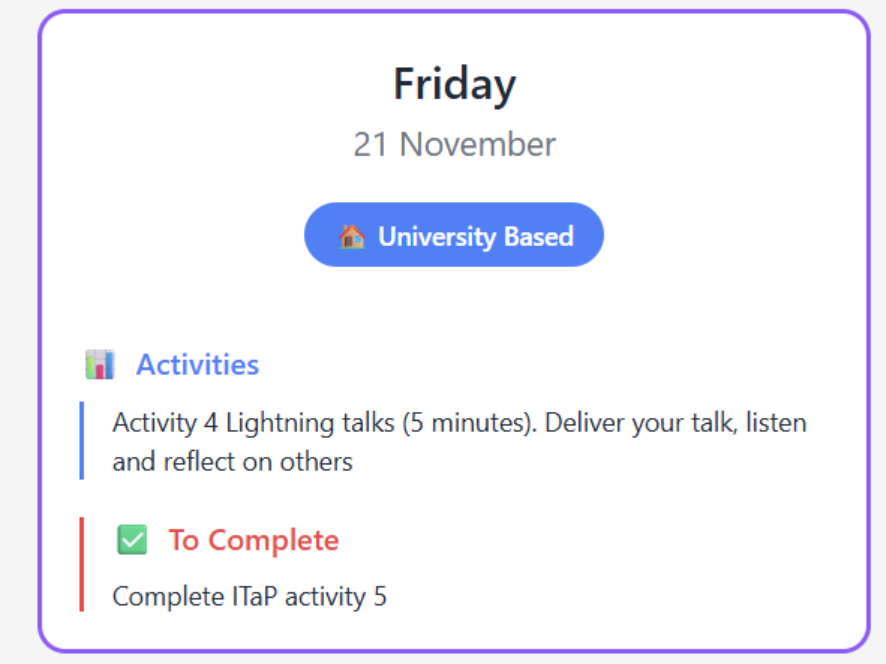 Friday
21 November
University Based
Activities
Activity 4 Lightning talks (5 minutes). Deliver your talk, listen
and reflect on others
To Complete
Complete ITaP activity 5